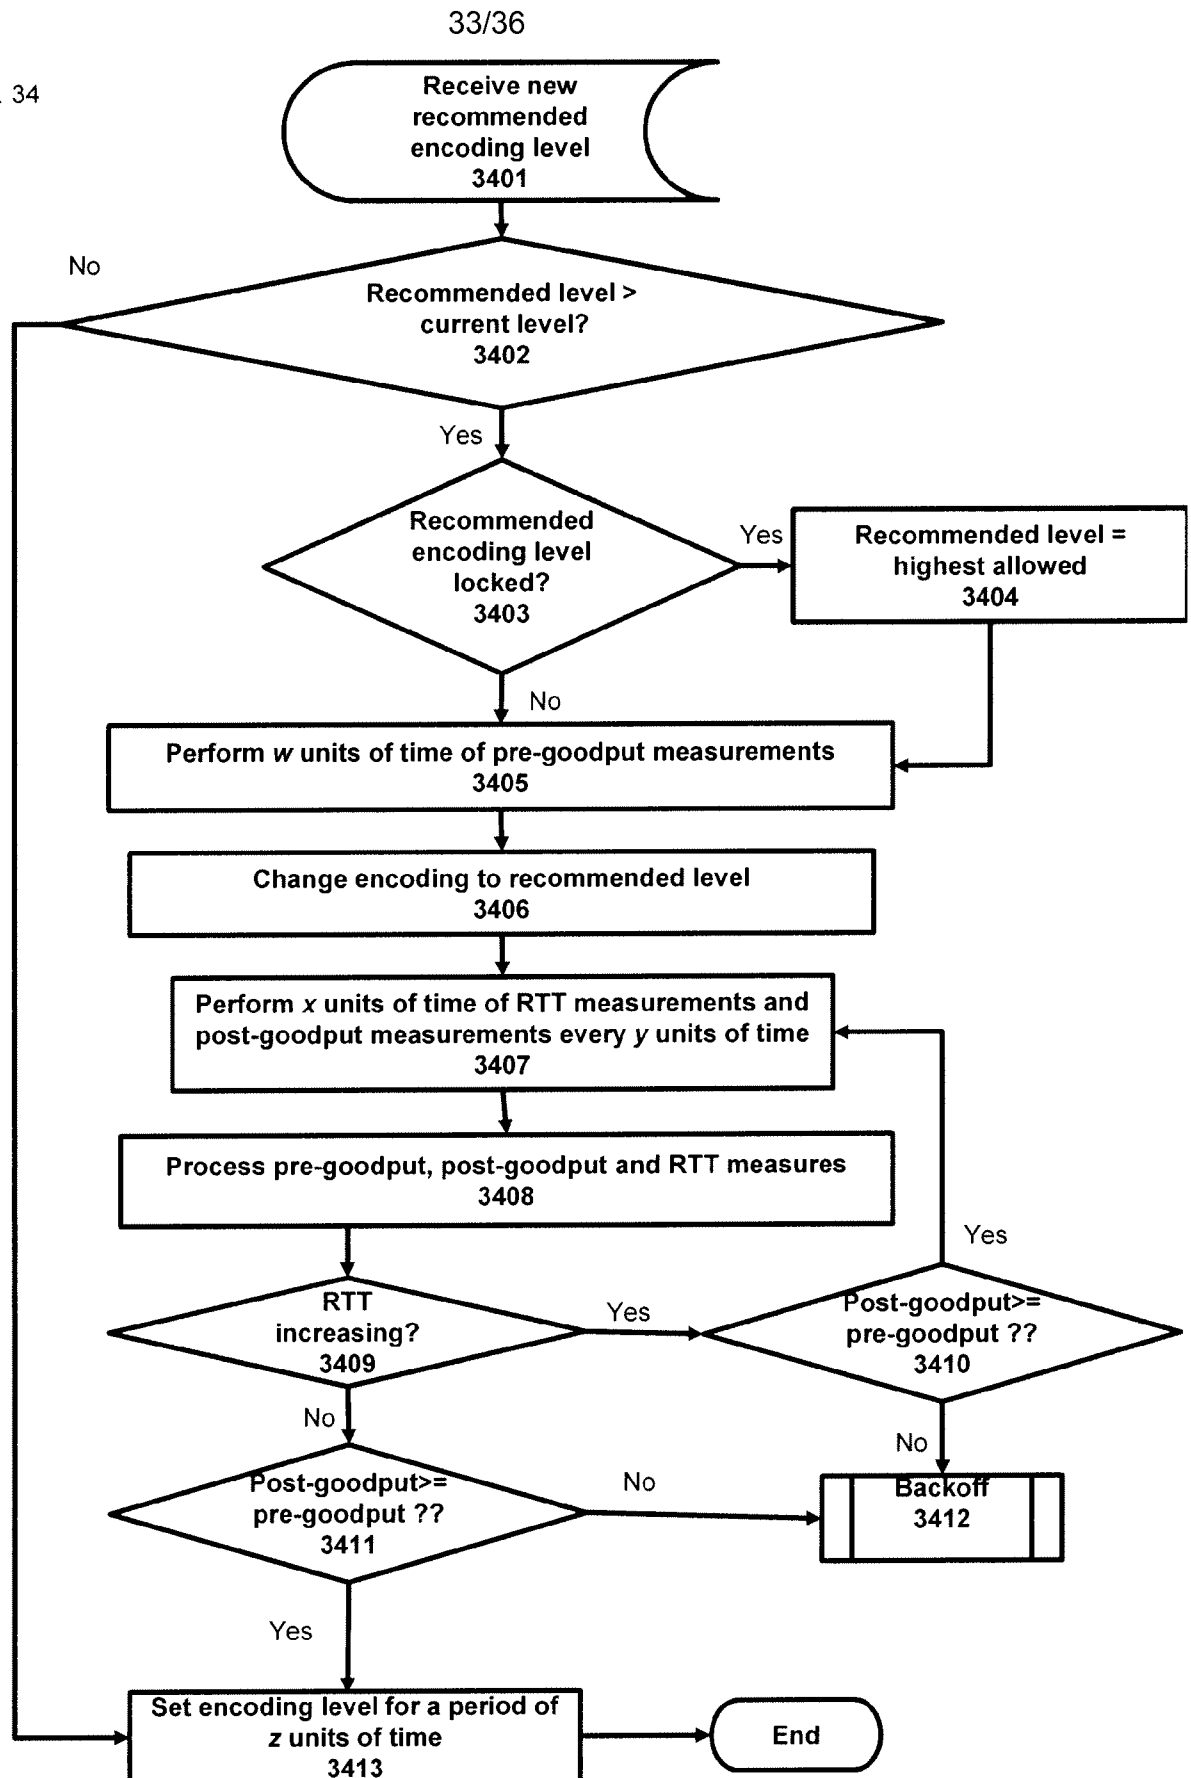 33/36
. 34
Receive new
recommended
encoding level
3401
No
Recommended level >
current level?
3402
Yes
Recommended
encoding level
locked?
3403
Yes
Recommended level =
highest allowed
3404
No
Perform w units of time of pre-goodput measurements
3405
Change encoding to recommended level
3406
Perform x units of time of RTT measurements and
post-goodput measurements every y units of time
3407
Process pre-goodput, post-goodput and RTT measures
3408
Yes
RTT
increasing?
3409
Yes
Post-goodput>=
pre-goodput ??
3410
No
No
Post-goodput>=
pre-goodput ??
3411
No
Backoff
3412
Yes
Set encoding level for a period of
z units of time
3413
End